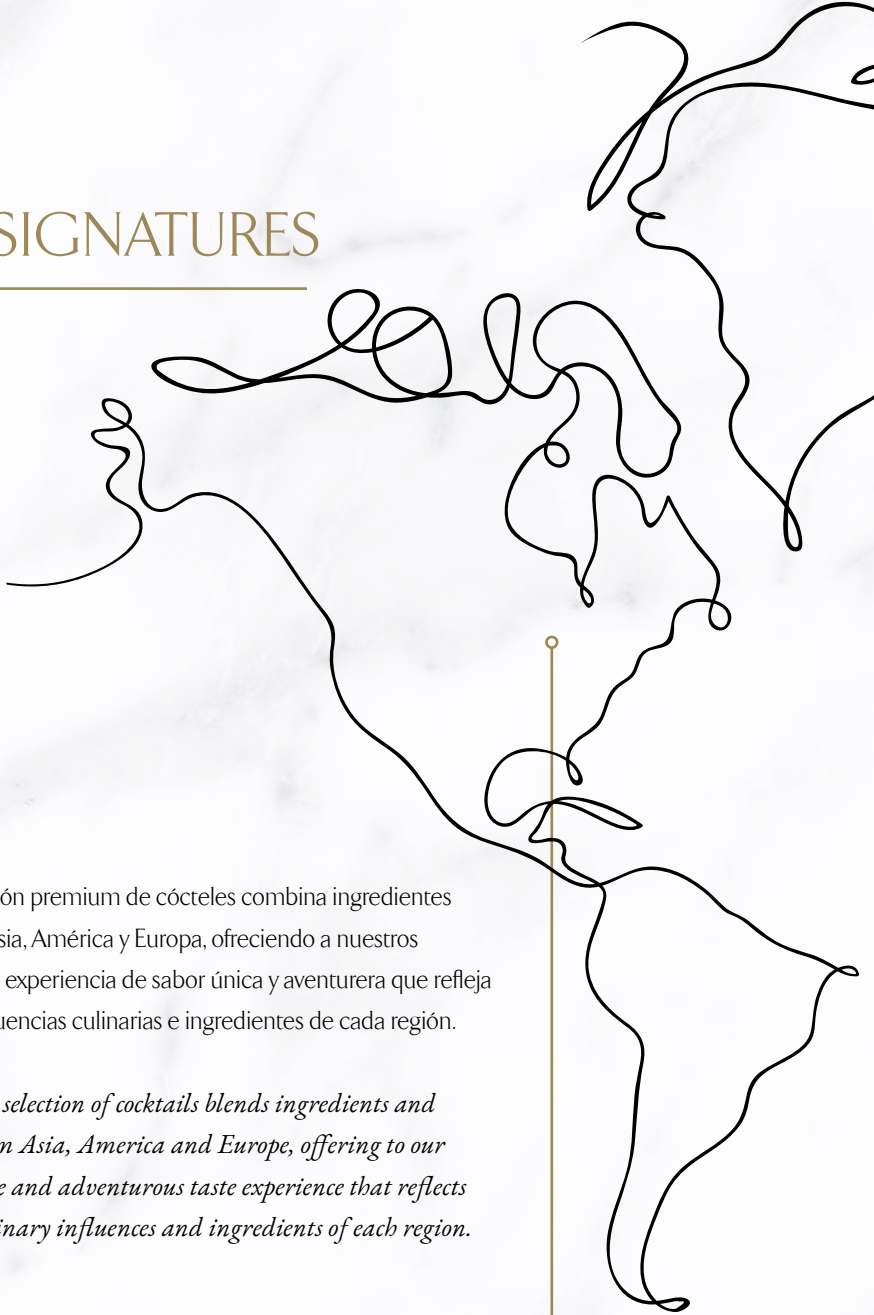 SIGNATURES
ón premium de cócteles combina ingredientes
sia, América y Europa, ofreciendo a nuestros
experiencia de sabor única y aventurera que refleja
uencias culinarias e ingredientes de cada región.
selection of cocktails blends ingredients and
n Asia, America and Europe, offering to our
e and adventurous taste experience that reflects
inary influences and ingredients of each region.